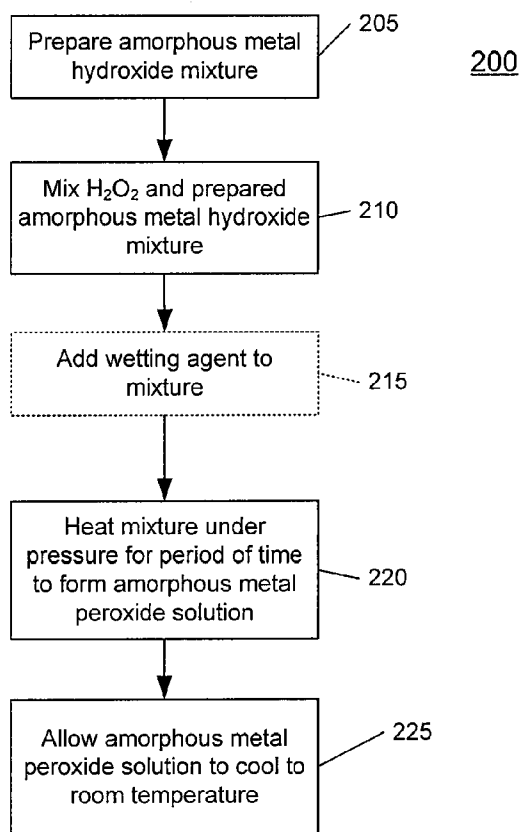 Prepare amorphous metal
hydroxide mixture
205
200
Mix H₂O₂ and prepared
amorphous metal hydroxide
mixture
210
Add wetting agent to
mixture
215
Heat mixture under
pressure for period of time
to form amorphous metal
peroxide solution
220
Allow amorphous metal
peroxide solution to cool to
room temperature
225